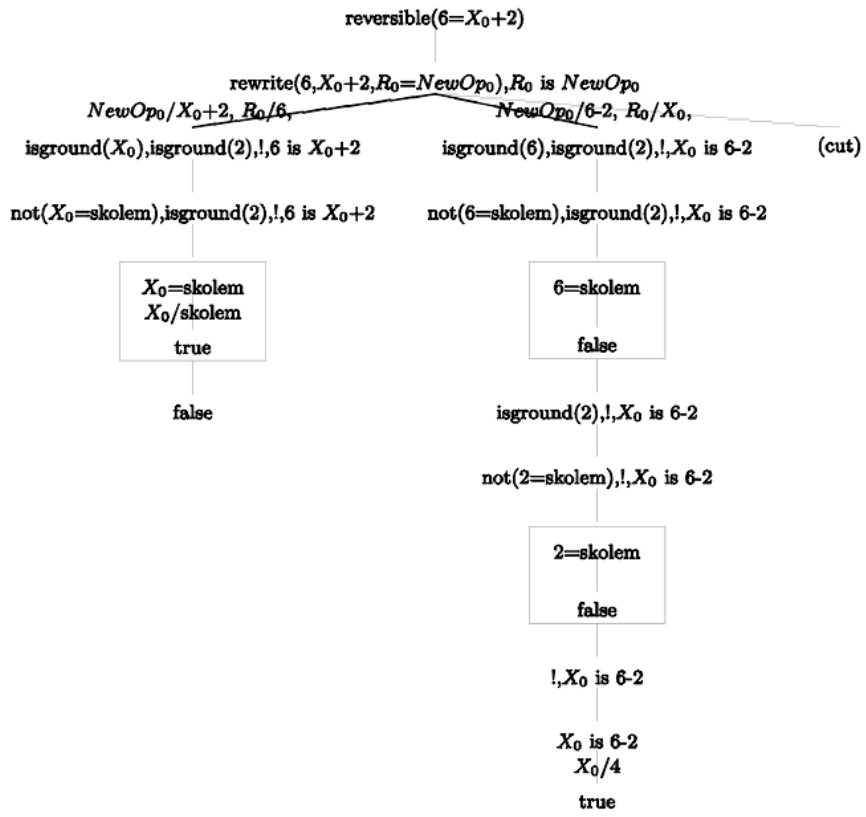 reversible(6=X₀+2)
rewrite(6,X₀+2,R₀=NewOp₀),R₀ is NewOp₀
NewOp₀/X₀+2, R₀/6,
NewOp₀/6-2, R₀/X₀,
isground(X₀),isground(2),!,6 is X₀+2
isground(6),isground(2),!,X₀ is 6-2
(cut)
not(X₀=skolem),isground(2),!,6 is X₀+2
not(6=skolem),isground(2),!,X₀ is 6-2
X₀=skolem
X₀/skolem
true
6=skolem
false
false
isground(2),!,X₀ is 6-2
not(2=skolem),!,X₀ is 6-2
2=skolem
false
!,X₀ is 6-2
X₀ is 6-2
X₀/4
true